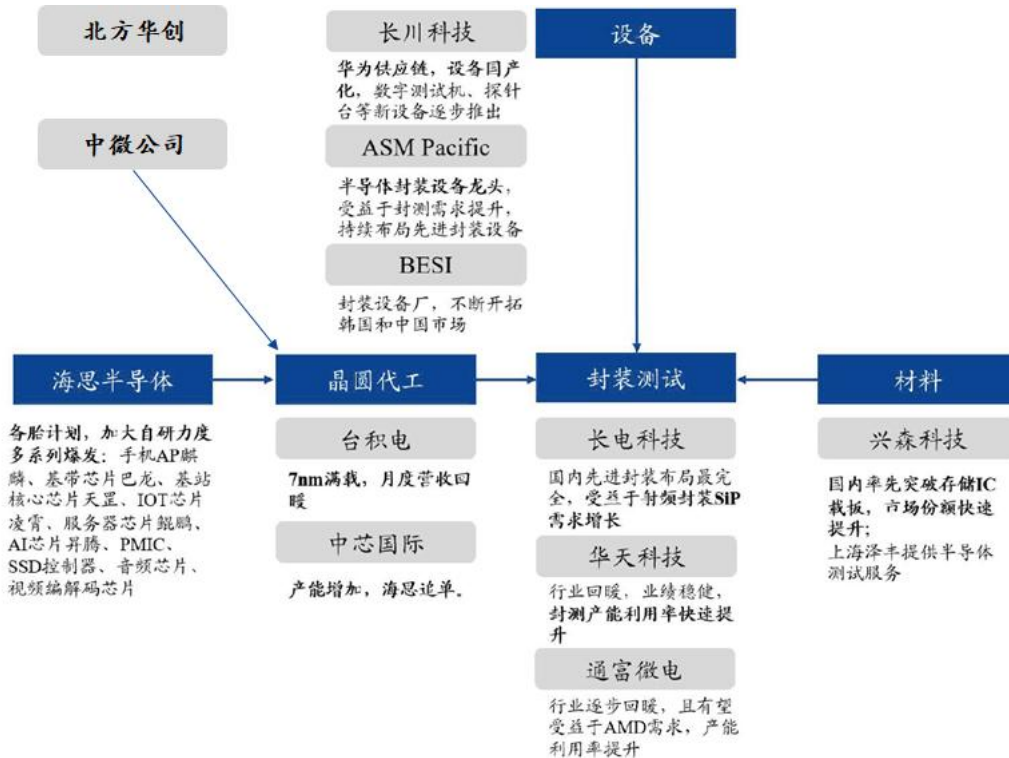 北方华创
中微公司
长川科技
华为供应链，设备国产
化，数字测试机、探针
台等新设备逐步推出
ASM Pacific
半导体封装设备龙头，
受益于封测需求提升，
持续布局先进封装设备
BESI
封装设备厂，不断开拓
韩国和中国市场
设备
海思半导体
备胎计划，加大自研力度
多系列爆发：手机AP麒
麟、基带芯片巴龙、基站
核心芯片天罡、IOT芯片
凌霄、服务器芯片鲲鹏、
AI芯片昇腾、PMIC、
SSD控制器、音频芯片、
视频编解码芯片
晶圆代工
台积电
7nm满载，月度营收回
暖
中芯国际
产能增加，海思追单。
封装测试
长电科技
国内先进封装布局最完
全，受益于射频封装SiP
需求增长
华天科技
行业回暖，业绩稳健，
封测产能利用率快速提
升
通富微电
行业逐步回暖，且有望
受益于AMD需求，产能
利用率提升
材料
兴森科技
国内率先突破存储IC
载板，市场份额快速
提升；
上海泽丰提供半导体
测试服务